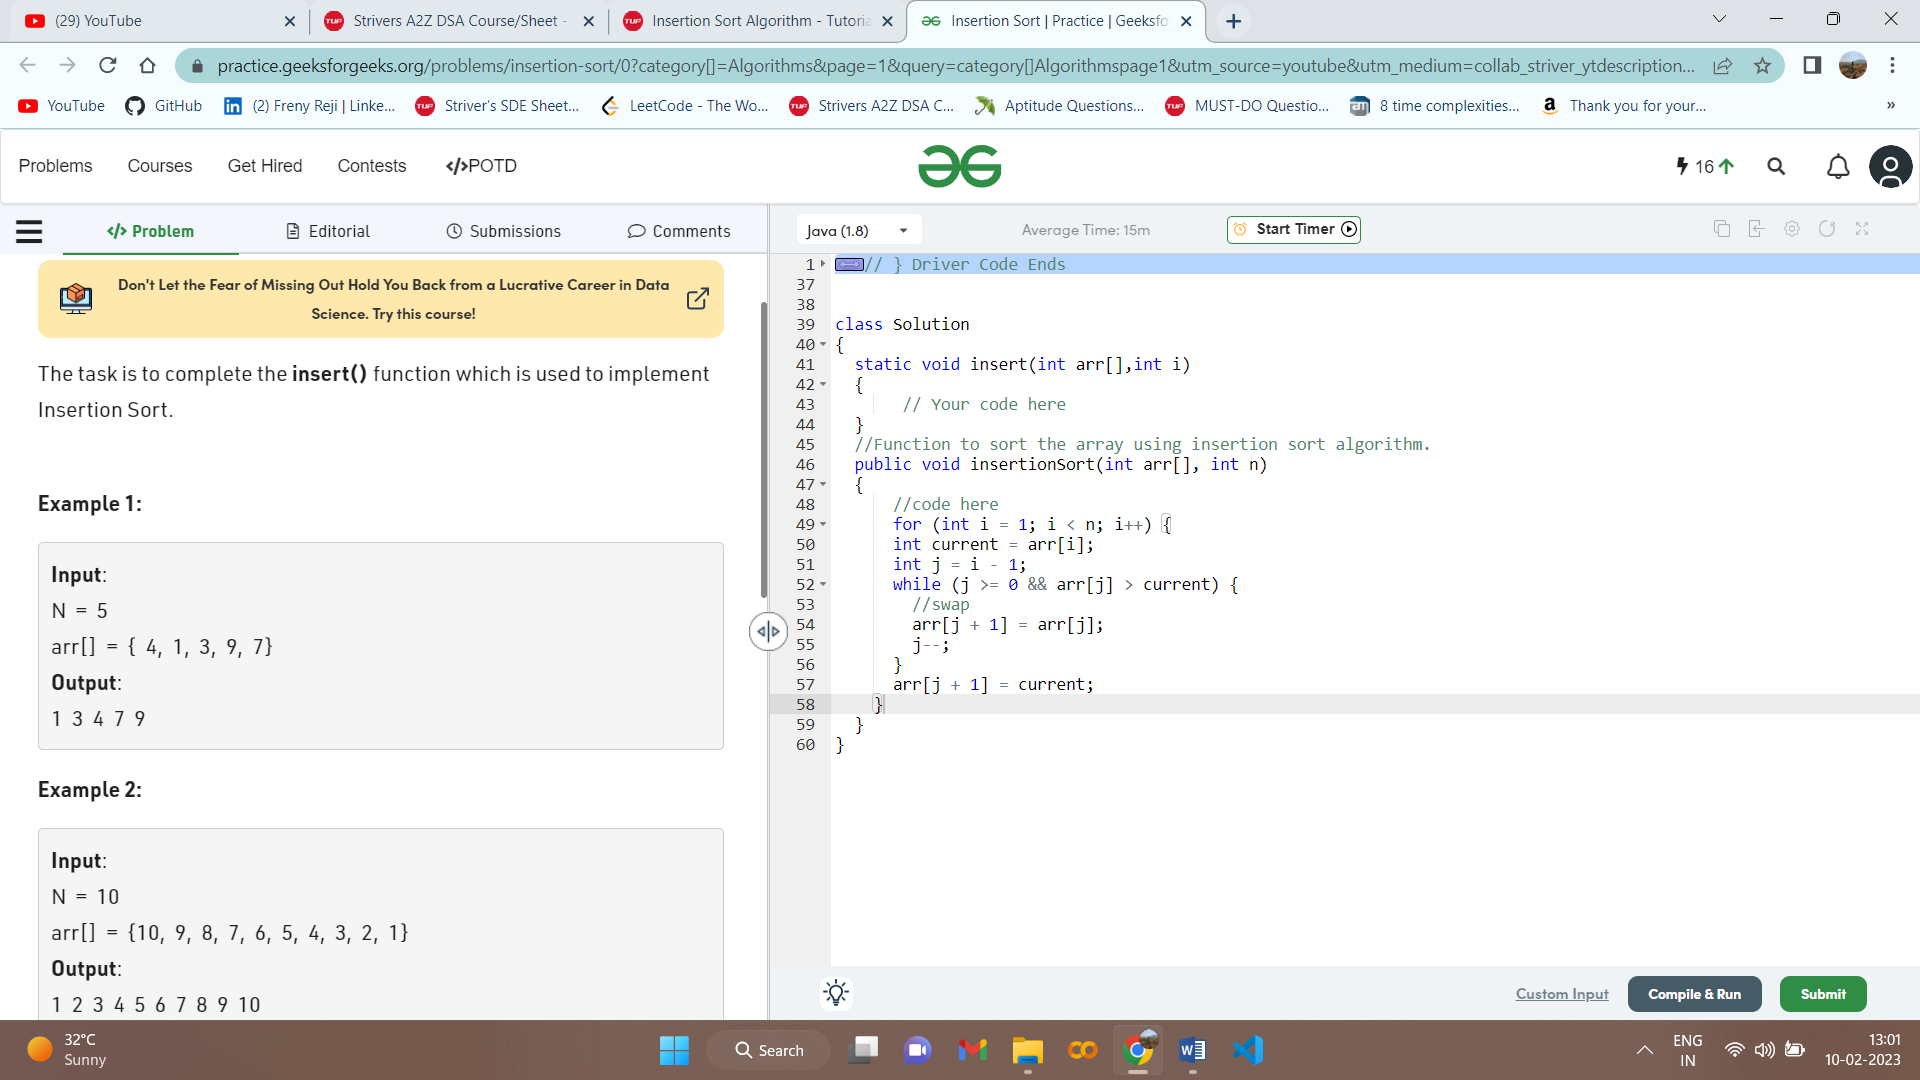 (29) YouTube
Strivers A2Z DSA Course/Sheet -
Insertion Sort Algorithm - Tutoria
Insertion Sort | Practice | Geeksfo
practice.geeksforgeeks.org/problems/insertion-sort/0?category[]=Algorithms&page=1&query=category[]Algorithmspage1&utm_source=youtube&utm_medium=collab_striver_ytdescription...
YouTube
GitHub
(2) Freny Reji | Linke...
Striver's SDE Sheet...
LeetCode - The Wo...
Strivers A2Z DSA C...
Aptitude Questions...
MUST-DO Questio...
8 time complexities...
Thank you for your...
»
Problems
Courses
Get Hired
Contests
</>POTD
16
</> Problem
Editorial
Submissions
Comments
Java (1.8)
Average Time: 15m
Start Timer
Don't Let the Fear of Missing Out Hold You Back from a Lucrative Career in Data
Science. Try this course!
The task is to complete the insert() function which is used to implement
Insertion Sort.
Example 1:
Input:
N = 5
arr[] = { 4, 1, 3, 9, 7}
Output:
1 3 4 7 9
Example 2:
Input:
N = 10
arr[] = {10, 9, 8, 7, 6, 5, 4, 3, 2, 1}
Output:
1 2 3 4 5 6 7 8 9 10
1 // } Driver Code Ends
37
38
39 class Solution
40 {
41 static void insert(int arr[],int i)
42 {
43 // Your code here
44 }
45 //Function to sort the array using insertion sort algorithm.
46 public void insertionSort(int arr[], int n)
47 {
48 //code here
49 for (int i = 1; i < n; i++) {
50 int current = arr[i];
51 int j = i - 1;
52 while (j >= 0 && arr[j] > current) {
53 //swap
54 arr[j + 1] = arr[j];
55 j--;
56 }
57 arr[j + 1] = current;
58 }
59 }
60 }
Custom Input
Compile & Run
Submit
32°C
Sunny
Search
ENG
IN
13:01
10-02-2023